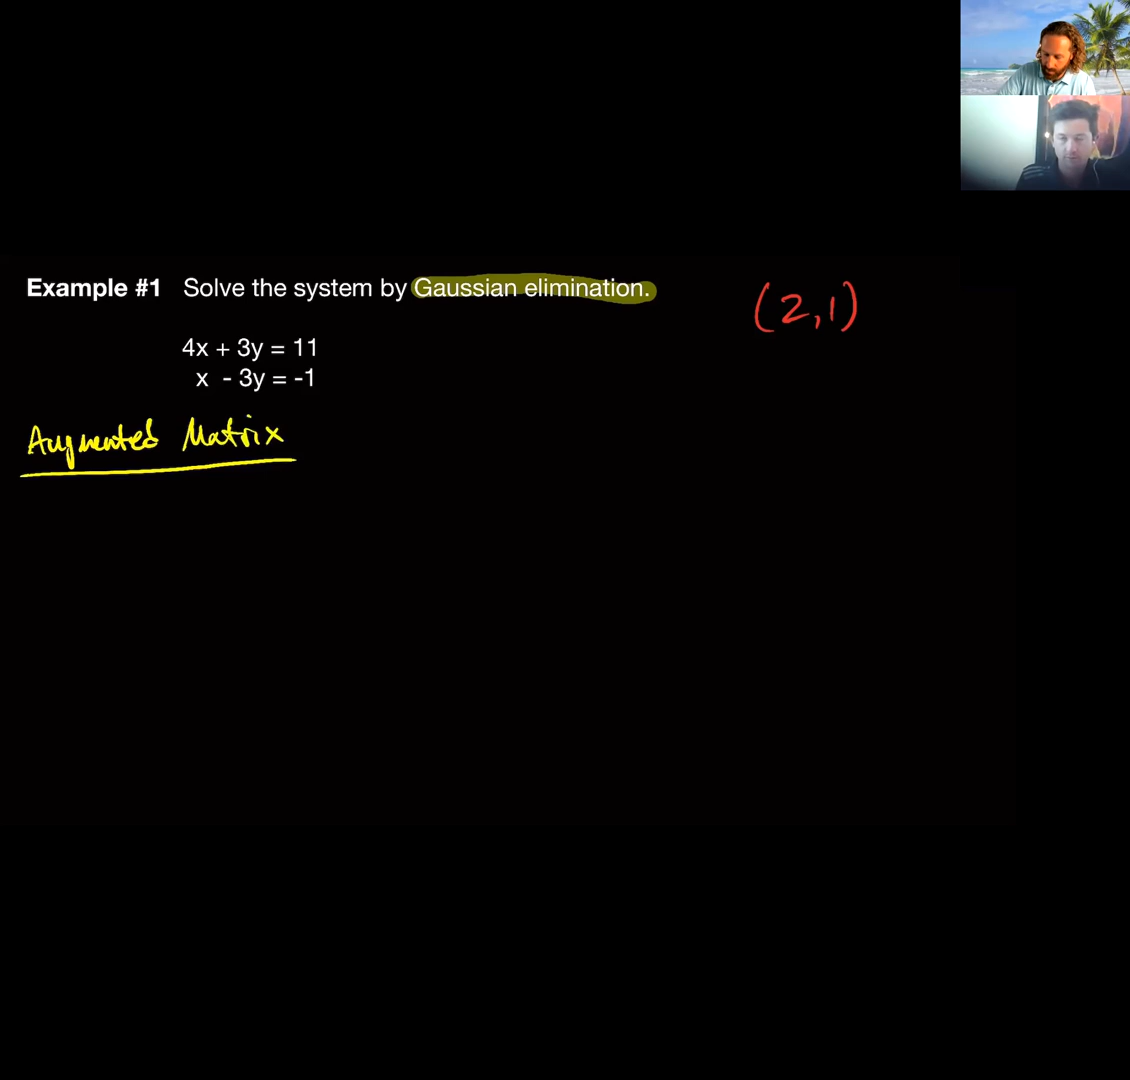 Example #1 Solve the system by Gaussian elimination.
(2,1)
4x + 3y = 11
x - 3y = -1
Augmented Matrix